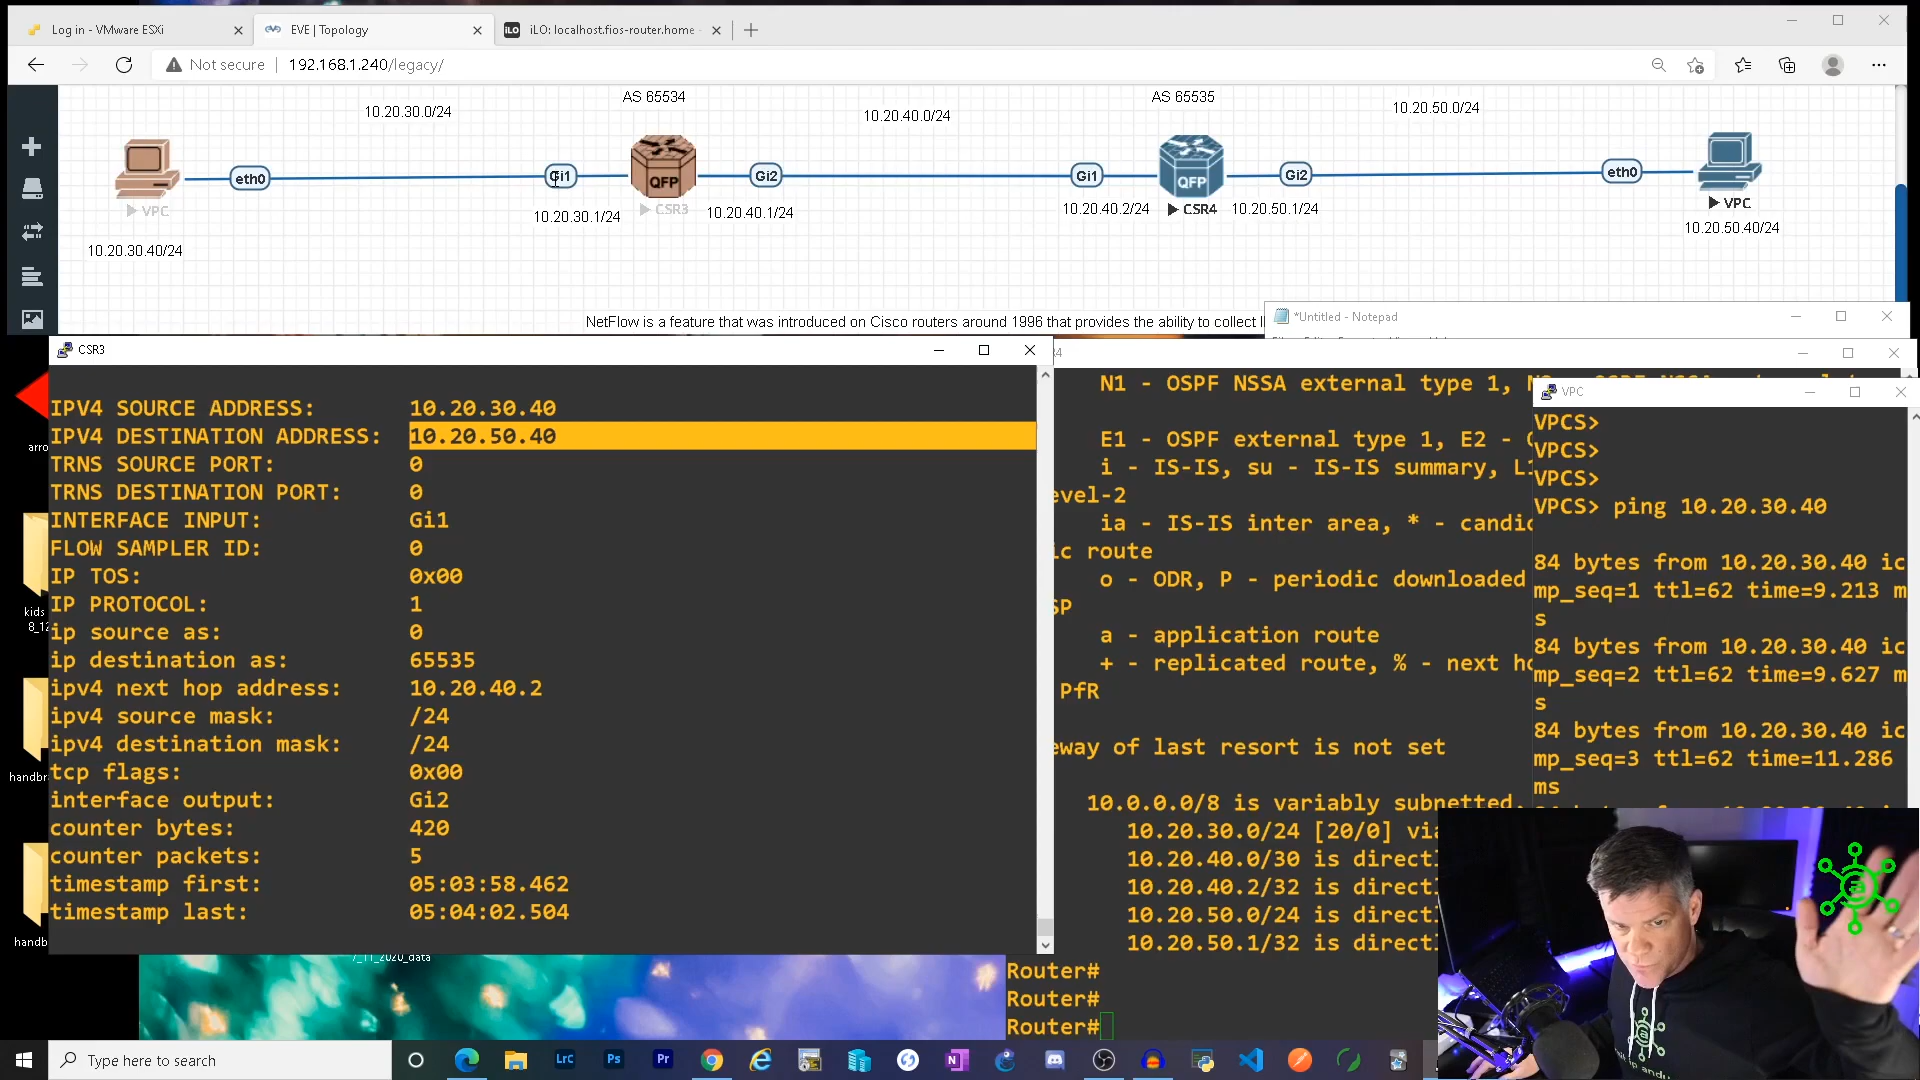 Log in - VMware ESXi
EVE | Topology
iLO: localhost.fios-router.home -
Not secure
192.168.1.240/legacy/
AS 65534
AS 65535
10.20.30.0/24
10.20.40.0/24
10.20.50.0/24
eth0
Gi1
QFP
Gi2
Gi1
QFP
Gi2
eth0
VPC
10.20.30.1/24
CSR3
10.20.40.1/24
10.20.40.2/24
CSR4
10.20.50.1/24
VPC
10.20.30.40/24
10.20.50.40/24
NetFlow is a feature that was introduced on Cisco routers around 1996 that provides the ability to collect
*Untitled - Notepad
CSR3
IPV4 SOURCE ADDRESS: 10.20.30.40
IPV4 DESTINATION ADDRESS: 10.20.50.40
TRNS SOURCE PORT: 0
TRNS DESTINATION PORT: 0
INTERFACE INPUT: Gi1
FLOW SAMPLER ID: 0
IP TOS: 0x00
IP PROTOCOL: 1
ip source as: 0
ip destination as: 65535
ipv4 next hop address: 10.20.40.2
ipv4 source mask: /24
ipv4 destination mask: /24
tcp flags: 0x00
interface output: Gi2
counter bytes: 420
counter packets: 5
timestamp first: 05:03:58.462
timestamp last: 05:04:02.504
N1 - OSPF NSSA external type 1,
E1 - OSPF external type 1, E2 -
i - IS-IS, su - IS-IS summary,
evel-2
ia - IS-IS inter area, * - candid
ic route
o - ODR, P - periodic downloaded
SP
a - application route
+ - replicated route, % - next ho
PfR
eway of last resort is not set
10.0.0.0/8 is variably subnetted,
10.20.30.0/24 [20/0] via
10.20.40.0/30 is directl
10.20.40.2/32 is directl
10.20.50.0/24 is directl
10.20.50.1/32 is directl
Router#
Router#
Router#
VPC
VPCS>
VPCS>
VPCS>
VPCS> ping 10.20.30.40
84 bytes from 10.20.30.40 ic
mp_seq=1 ttl=62 time=9.213 m
s
84 bytes from 10.20.30.40 ic
mp_seq=2 ttl=62 time=9.627 m
s
84 bytes from 10.20.30.40 ic
mp_seq=3 ttl=62 time=11.286
ms
arro
kids
8_12
handbr
handb
7_11_2020_data
Type here to search
LrC
Ps
Pr